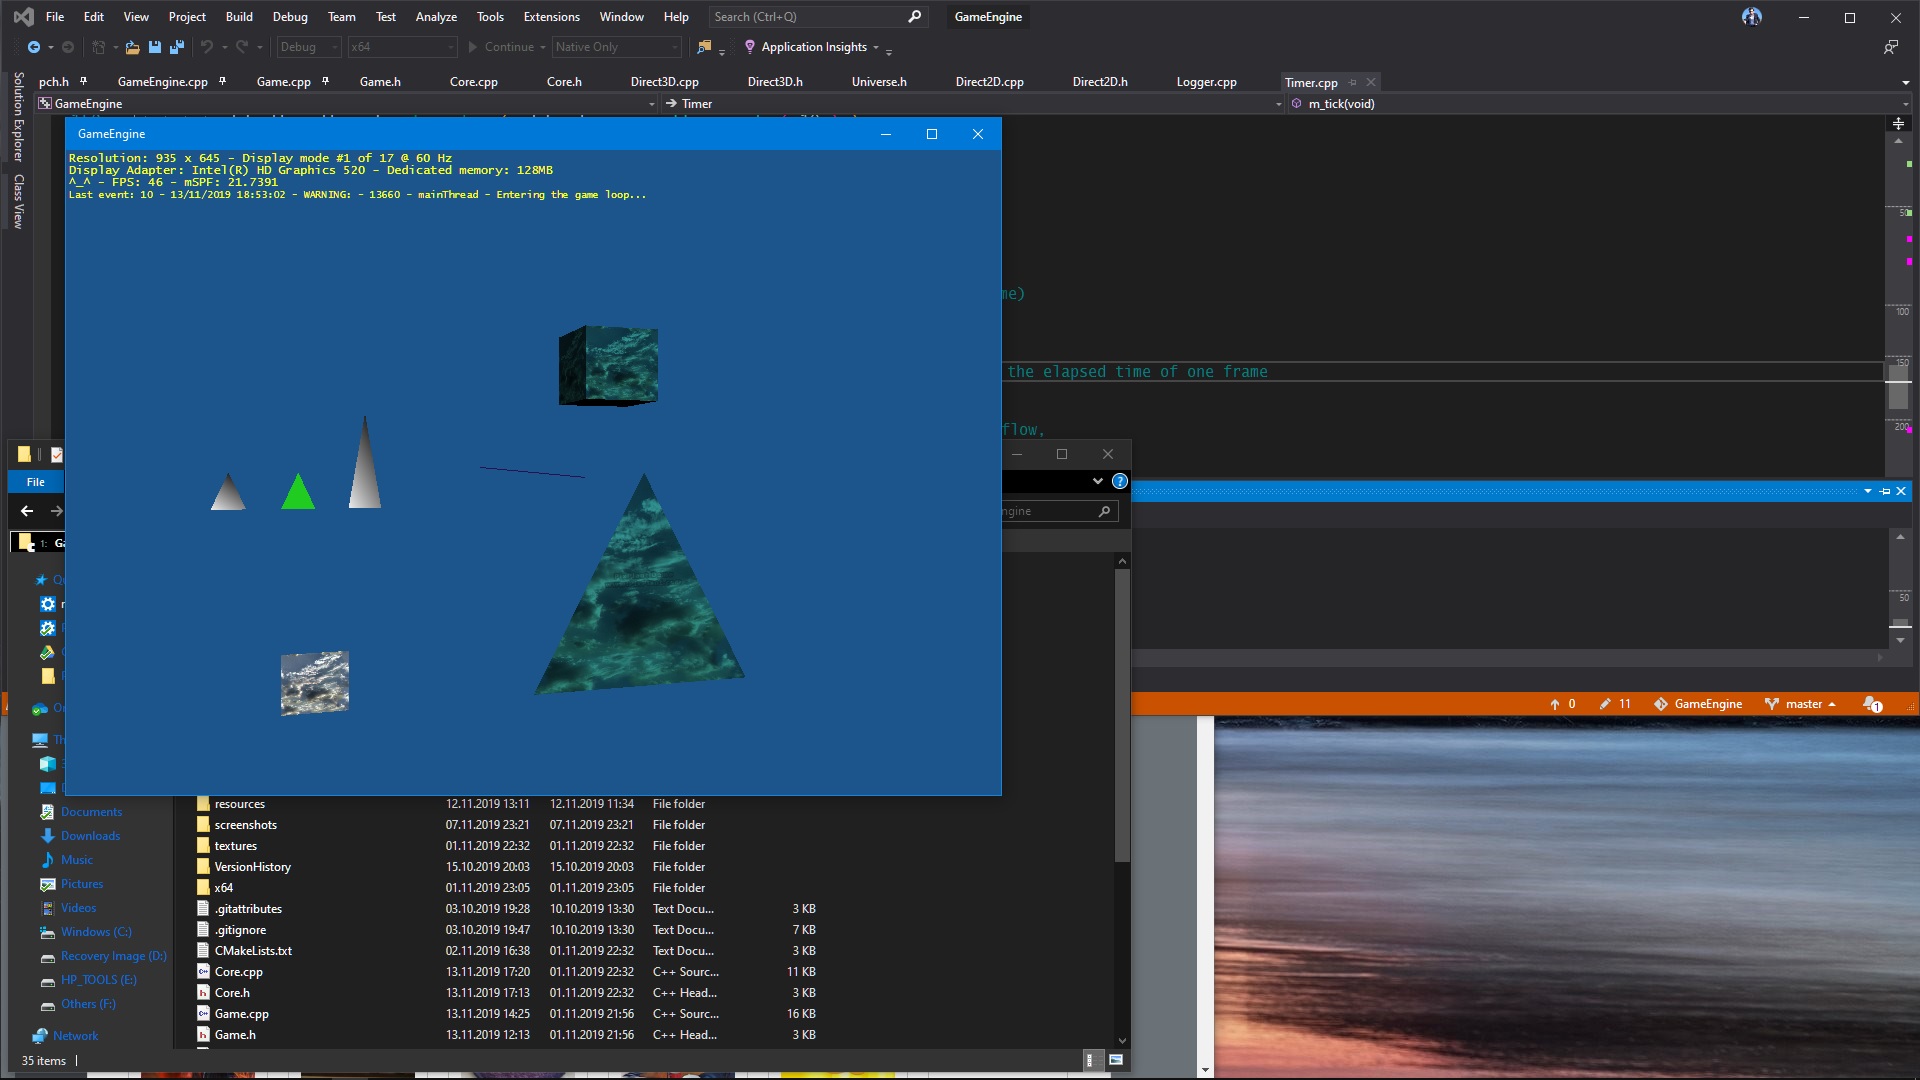 File Edit View Project Build Debug Team Test Analyze Tools Extensions Window Help Search (Ctrl+Q) GameEngine
Debug x64 Continue Native Only Application Insights
pch.h GameEngine.cpp Game.cpp Game.h Core.cpp Core.h Direct3D.cpp Direct3D.h Universe.h Direct2D.cpp Direct2D.h Logger.cpp Timer.cpp
GameEngine Timer m_tick(void)
Solution Explorer
Class View
GameEngine
Resolution: 935 x 645 - Display mode #1 of 17 @ 60 Hz
Display Adapter: Intel(R) HD Graphics 520 - Dedicated memory: 128MB
^_^ - FPS: 46 - mSPF: 21.7391
Last event: 10 - 13/11/2019 18:53:02 - WARNING: - 13660 - mainThread - Entering the game loop...
50
me)
100
150
the elapsed time of one frame
200
flow,
File
ngine
1: Ga
Qu
50
On
Th
0 11 GameEngine master 1
Documents
Downloads
Music
Pictures
Videos
Windows (C:)
Recovery Image (D:)
HP_TOOLS (E:)
Others (F:)
Network
resources 12.11.2019 13:11 12.11.2019 11:34 File folder
screenshots 07.11.2019 23:21 07.11.2019 23:21 File folder
textures 01.11.2019 22:32 01.11.2019 22:32 File folder
VersionHistory 15.10.2019 20:03 15.10.2019 20:03 File folder
x64 01.11.2019 23:05 01.11.2019 23:05 File folder
.gitattributes 03.10.2019 19:28 10.10.2019 13:30 Text Docu... 3 KB
.gitignore 03.10.2019 19:47 10.10.2019 13:30 Text Docu... 7 KB
CMakeLists.txt 02.11.2019 16:38 01.11.2019 22:32 Text Docu... 3 KB
Core.cpp 13.11.2019 17:20 01.11.2019 22:32 C++ Sourc... 11 KB
Core.h 13.11.2019 17:13 01.11.2019 22:32 C++ Head... 3 KB
Game.cpp 13.11.2019 14:25 01.11.2019 21:56 C++ Sourc... 16 KB
Game.h 13.11.2019 12:13 01.11.2019 21:56 C++ Head... 3 KB
35 items